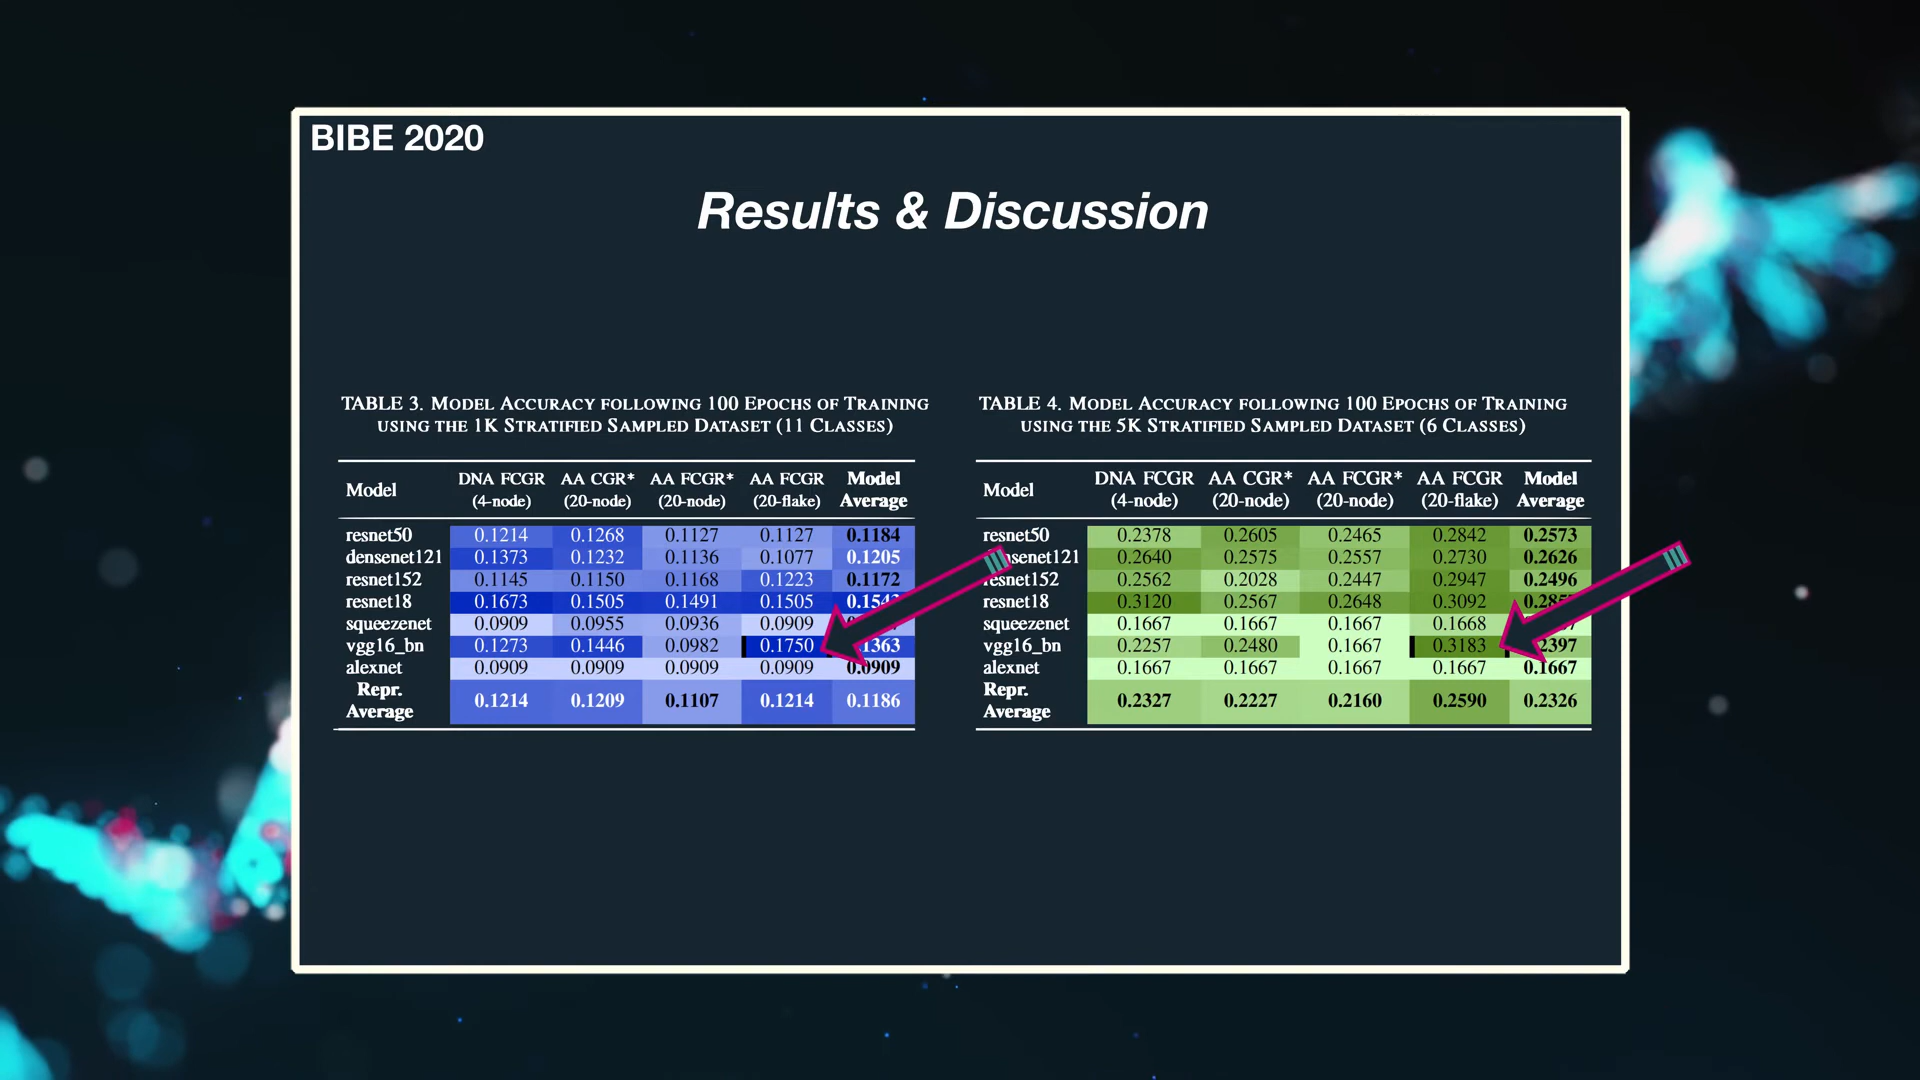 BIBE 2020
Results & Discussion
TABLE 3. MODEL ACCURACY FOLLOWING 100 EPOCHS OF TRAINING
USING THE 1K STRATIFIED SAMPLED DATASET (11 CLASSES)
Model DNA FCGR (4-node) AA CGR* (20-node) AA FCGR* (20-node) AA FCGR (20-flake) Model Average
resnet50 0.1214 0.1268 0.1127 0.1127 0.1184
densenet121 0.1373 0.1232 0.1136 0.1077 0.1205
resnet152 0.1145 0.1150 0.1168 0.1223 0.1172
resnet18 0.1673 0.1505 0.1491 0.1505
squeezenet 0.0909 0.0955 0.0936 0.0909
vgg16_bn 0.1273 0.1446 0.0982 0.1750 .1363
alexnet 0.0909 0.0909 0.0909 0.0909 0.0909
Repr. Average 0.1214 0.1209 0.1107 0.1214 0.1186
TABLE 4. MODEL ACCURACY FOLLOWING 100 EPOCHS OF TRAINING
USING THE 5K STRATIFIED SAMPLED DATASET (6 CLASSES)
Model DNA FCGR (4-node) AA CGR* (20-node) AA FCGR* (20-node) AA FCGR (20-flake) Model Average
resnet50 0.2378 0.2605 0.2465 0.2842 0.2573
densenet121 0.2640 0.2575 0.2557 0.2730 0.2626
resnet152 0.2562 0.2028 0.2447 0.2947 0.2496
resnet18 0.3120 0.2567 0.2648 0.3092
squeezenet 0.1667 0.1667 0.1667 0.1668
vgg16_bn 0.2257 0.2480 0.1667 0.3183 .2397
alexnet 0.1667 0.1667 0.1667 0.1667 0.1667
Repr. Average 0.2327 0.2227 0.2160 0.2590 0.2326